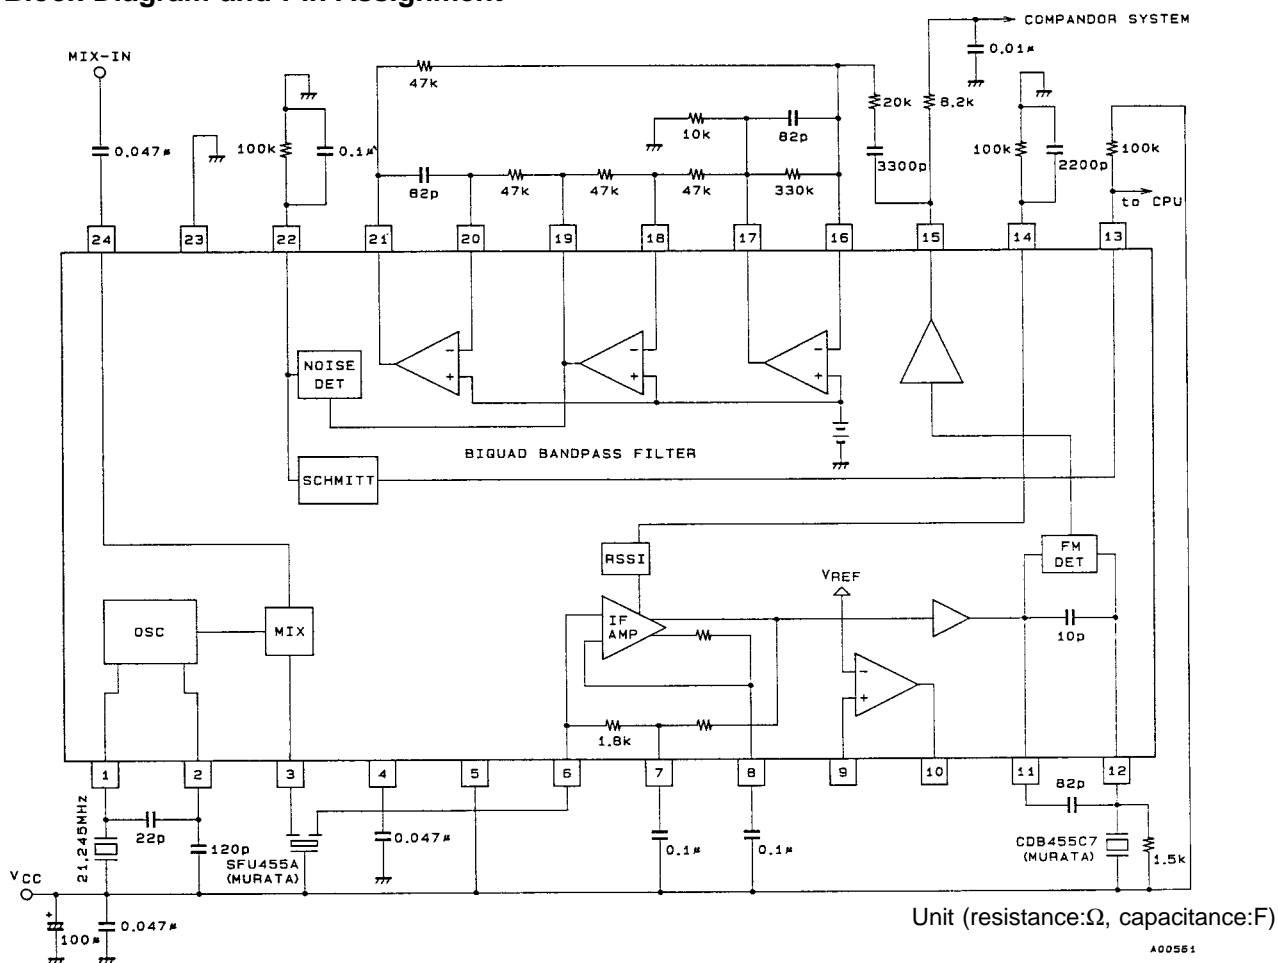 Block Diagram and Pin Assignment
COMPANDOR SYSTEM
MIX-IN
0.01μ
47k
20k
8.2k
10k
82p
0.047μ
100k
0.1μ
3300p
100k
2200p
100k
82p
47k
47k
47k
330k
to CPU
24
23
22
21
20
19
18
17
16
15
14
13
NOISE
DET
-
+
-
+
-
+
BIQUAD BANDPASS FILTER
SCHMITT
RSSI
FM
DET
VREF
OSC
MIX
IF
AMP
10p
-
+
1.8k
1
2
3
4
5
6
7
8
9
10
11
12
21.245MHz
22p
120p
SFU455A
(MURATA)
0.047μ
0.1μ
0.1μ
82p
CDB455C7
(MURATA)
1.5k
VCC
+
100μ
0.047μ
Unit (resistance:Ω, capacitance:F)
A00561